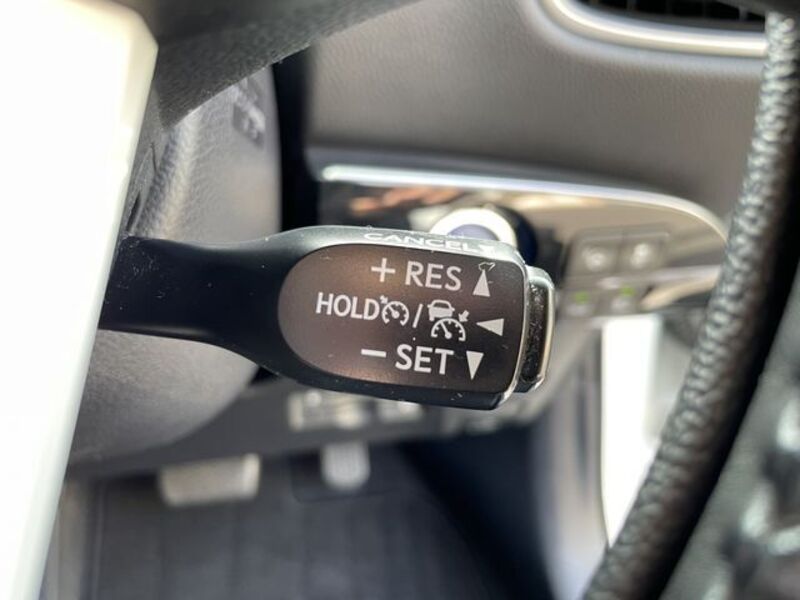 CANCEL
+ RES
HOLD /
− SET